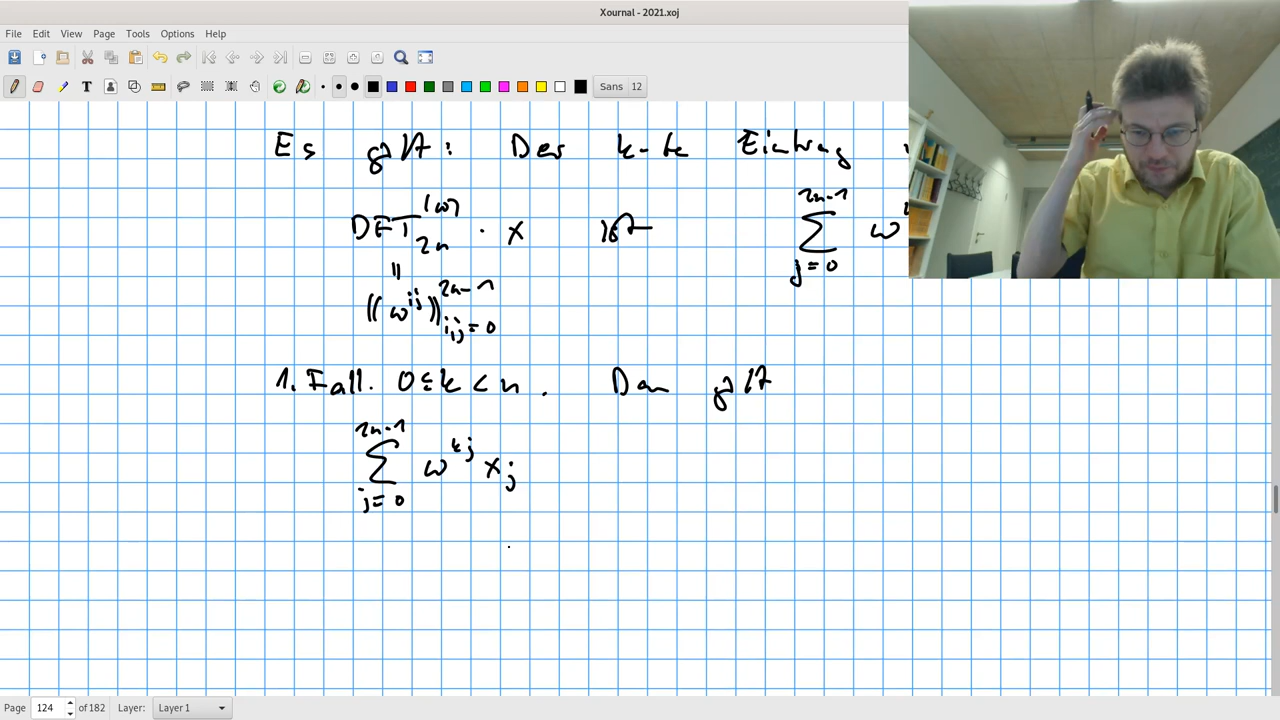 Xournal - 2021.xoj
File Edit View Page Tools Options Help
Sans 12
Es gilt: Der k-te Eintrag
DFT_{2n}^{(ω)} · x ist ∑_{j=0}^{2n-1} ω
=
((ω^{ij}))_{i,j=0}^{2n-1}
1. Fall. 0≤k<n. Dann gilt
∑_{j=0}^{2n-1} ω^{kj} x_j
Page 124 of 182 Layer: Layer 1